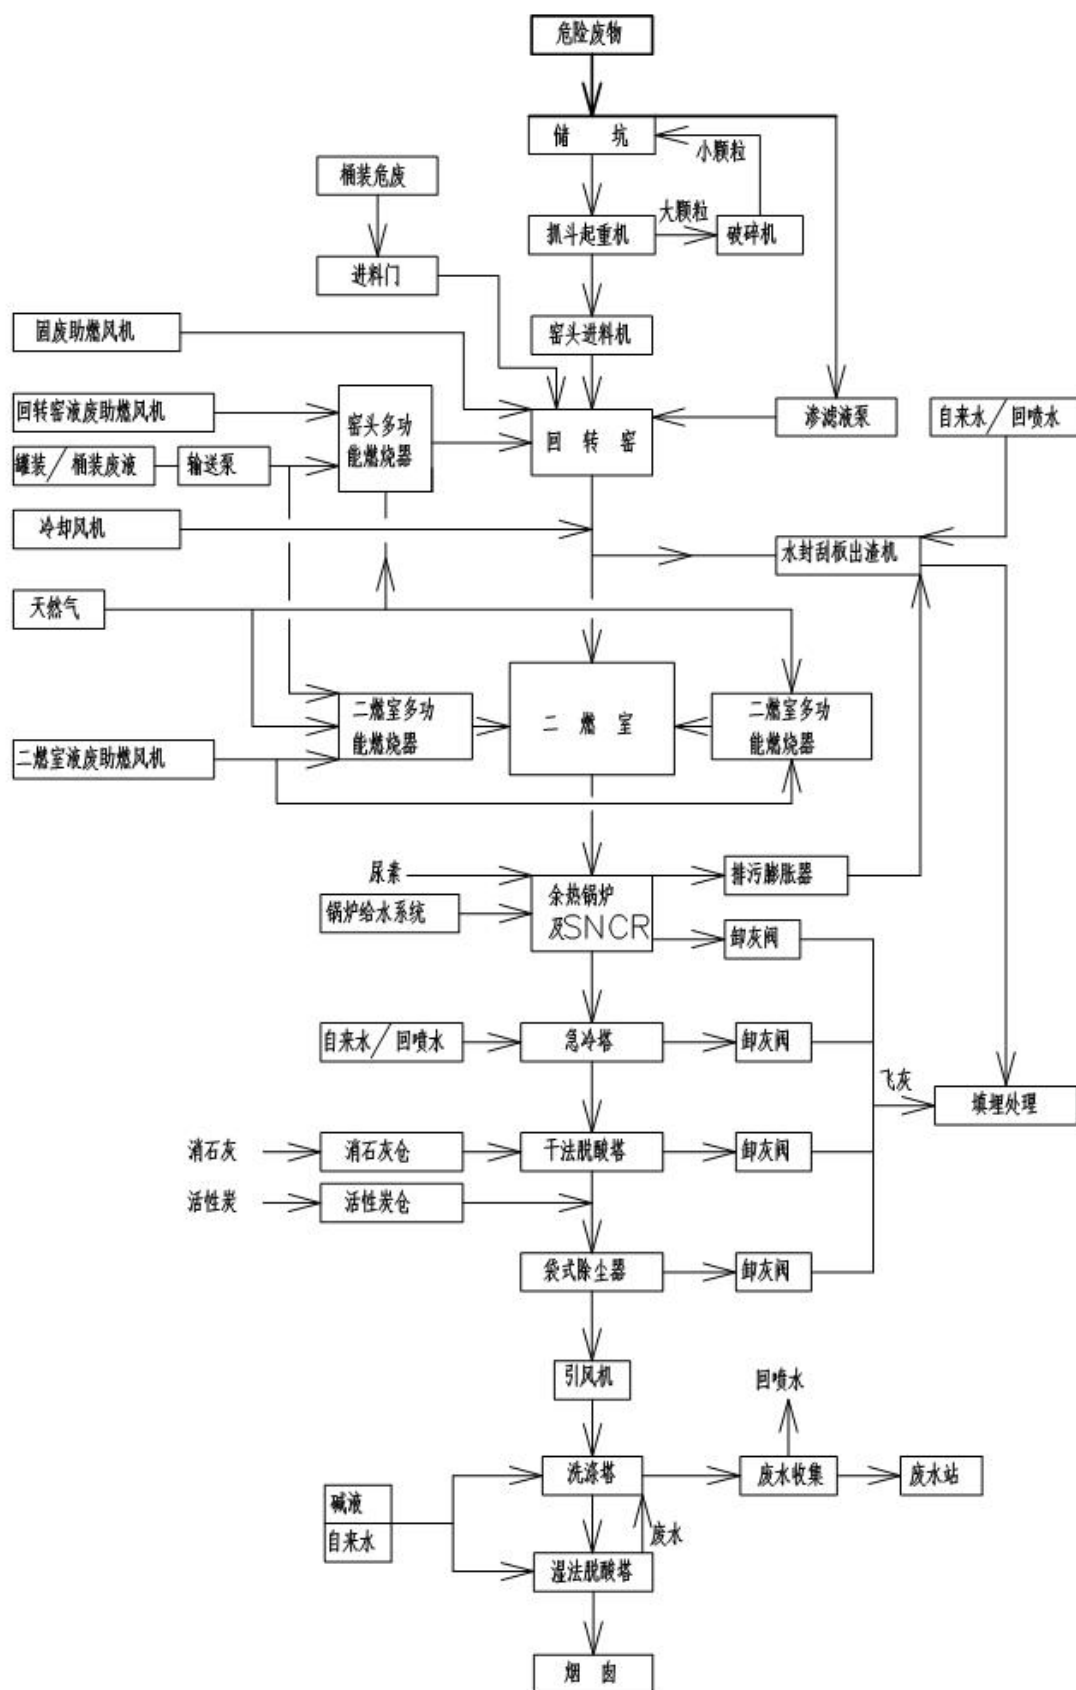 危险废物
储 坑
小颗粒
桶装危废
大颗粒
抓斗起重机
破碎机
进料门
固废助燃风机
窑头进料机
回转窑液废助燃风机
窑头多功
能燃烧器
回 转 窑
渗滤液泵
自来水/回喷水
罐装/桶装废液
输送泵
冷却风机
水封刮板出渣机
天然气
二燃室多功
能燃烧器
二 燃 室
二燃室多功
能燃烧器
二燃室液废助燃风机
尿素
余热锅炉
及SNCR
排污膨胀器
锅炉给水系统
卸灰阀
自来水/回喷水
急冷塔
卸灰阀
飞灰
填埋处理
消石灰
消石灰仓
干法脱酸塔
卸灰阀
活性炭
活性炭仓
袋式除尘器
卸灰阀
引风机
回喷水
洗涤塔
废水收集
废水站
碱液
自来水
废水
湿法脱酸塔
烟 囱